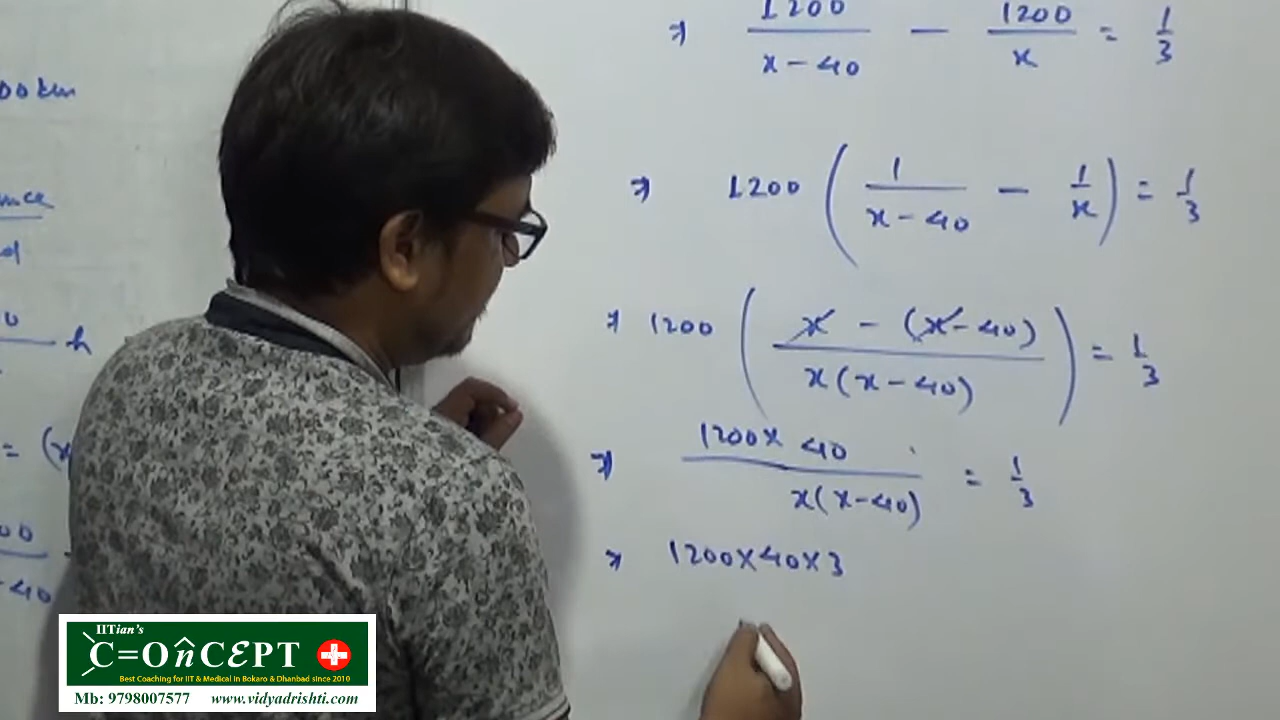 00 km
h
⇒ 1200/(x-40) - 1200/x = 1/3
⇒ 1200 ( 1/(x-40) - 1/x ) = 1/3
⇒ 1200 ( (x - (x-40)) / (x(x-40)) ) = 1/3
⇒ (1200 × 40) / (x(x-40)) = 1/3
⇒ 1200×40×3
IITian's
C=OnCEPT
Best Coaching for IIT & Medical in Bokaro & Dhanbad since 2010
Mb: 9798007577 www.vidyadrishti.com